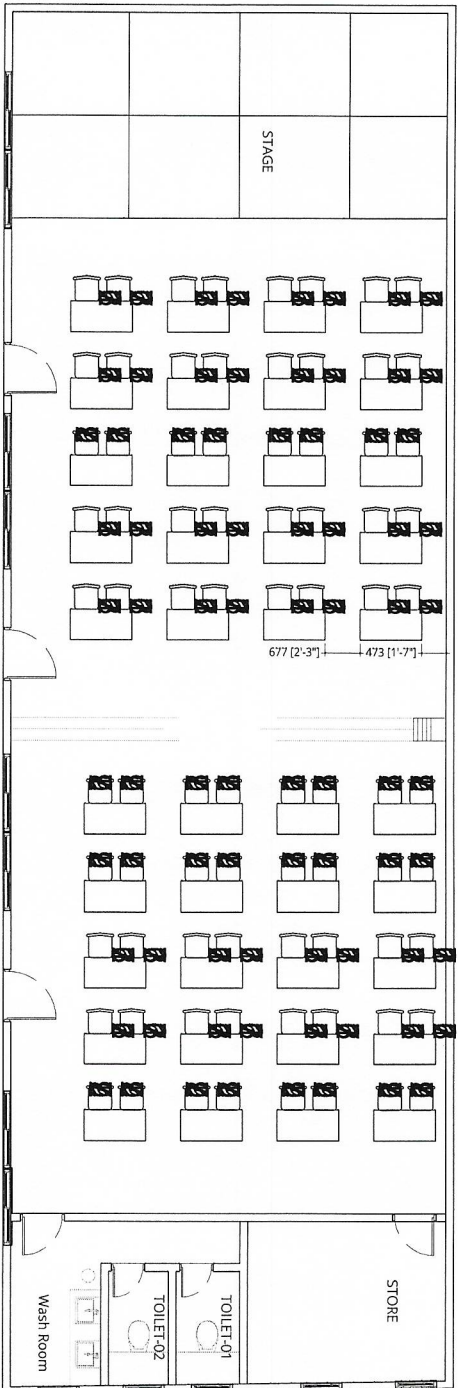 STAGE
677 [2'-3"]
473 [1'-7"]
STORE
TOILET-01
TOILET-02
Wash Room